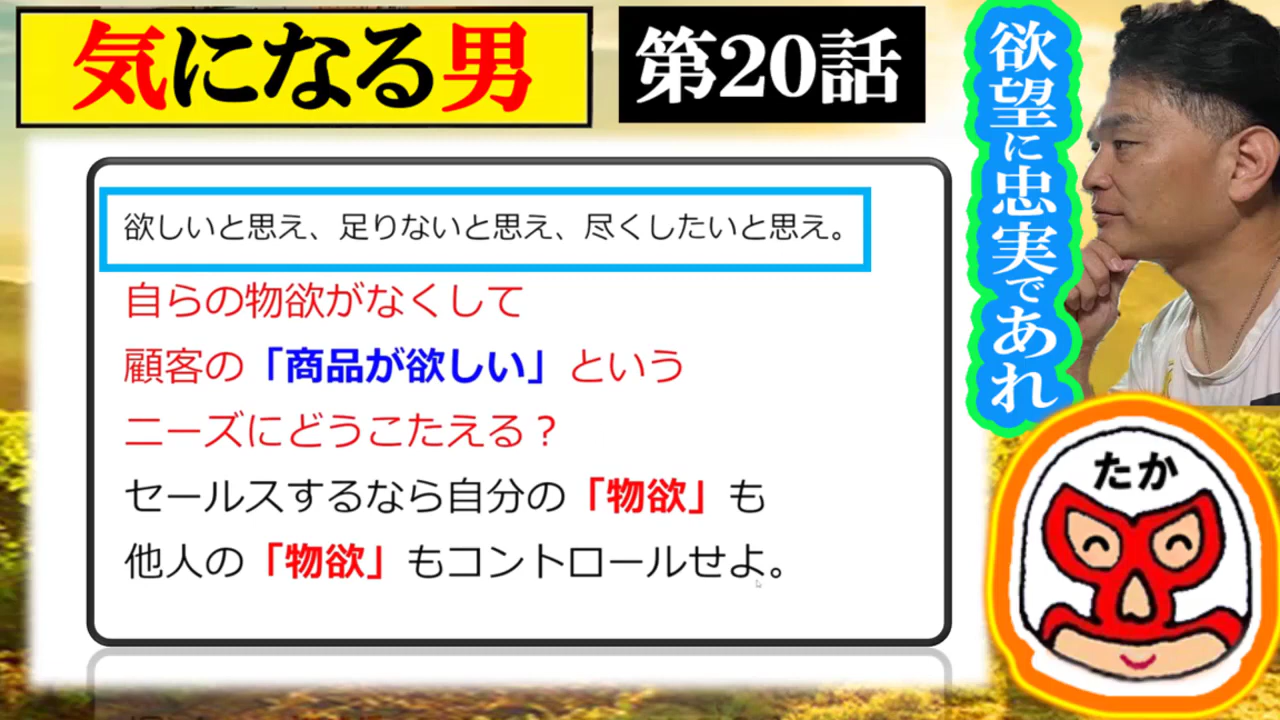 気になる男
第20話
欲望に忠実であれ
欲しいと思え、足りないと思え、尽くしたいと思え。
自らの物欲がなくして
顧客の「商品が欲しい」という
ニーズにどうこたえる？
セールスするなら自分の「物欲」も
他人の「物欲」もコントロールせよ。
たか